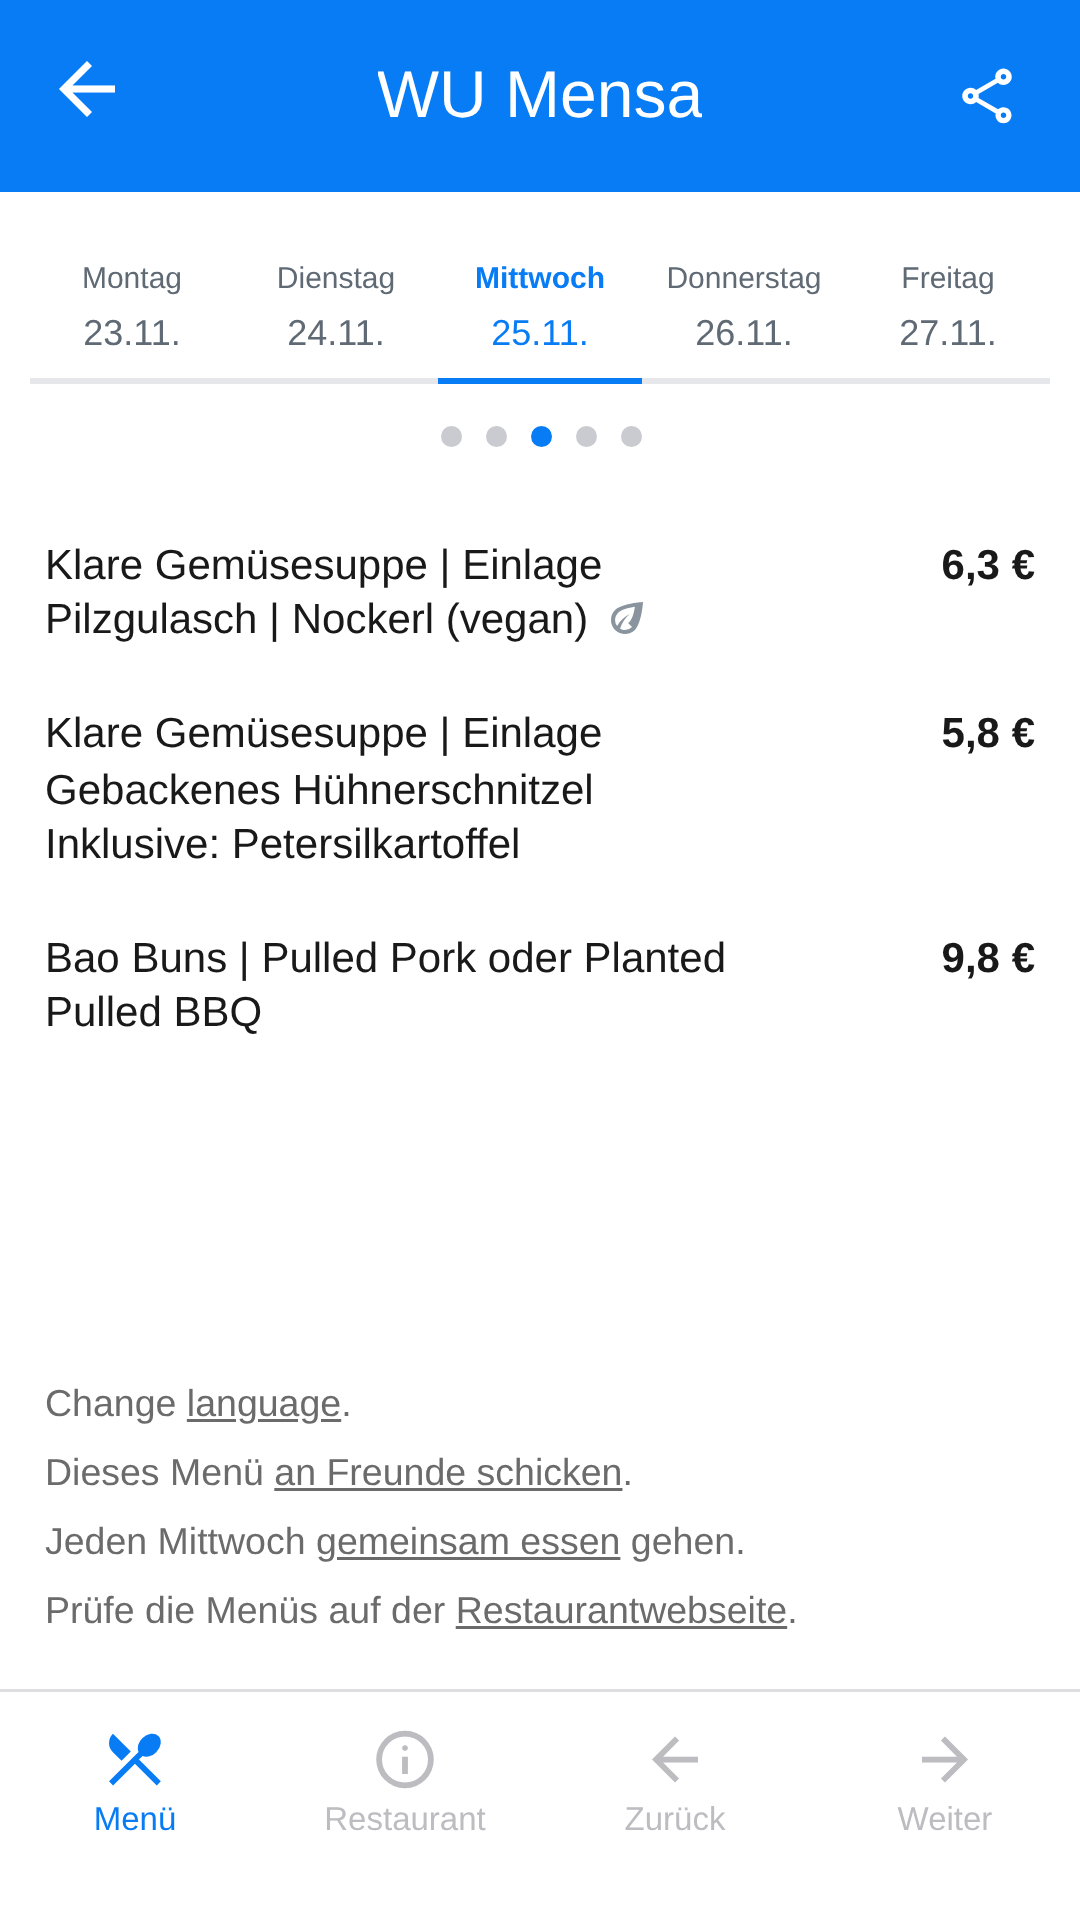 WU Mensa
Montag Dienstag Mittwoch Donnerstag Freitag
23.11. 24.11. 25.11. 26.11. 27.11.
Klare Gemüsesuppe | Einlage 6,3 €
Pilzgulasch | Nockerl (vegan)
Klare Gemüsesuppe | Einlage 5,8 €
Gebackenes Hühnerschnitzel
Inklusive: Petersilkartoffel
Bao Buns | Pulled Pork oder Planted 9,8 €
Pulled BBQ
Change language.
Dieses Menü an Freunde schicken.
Jeden Mittwoch gemeinsam essen gehen.
Prüfe die Menüs auf der Restaurantwebseite.
Menü Restaurant Zurück Weiter